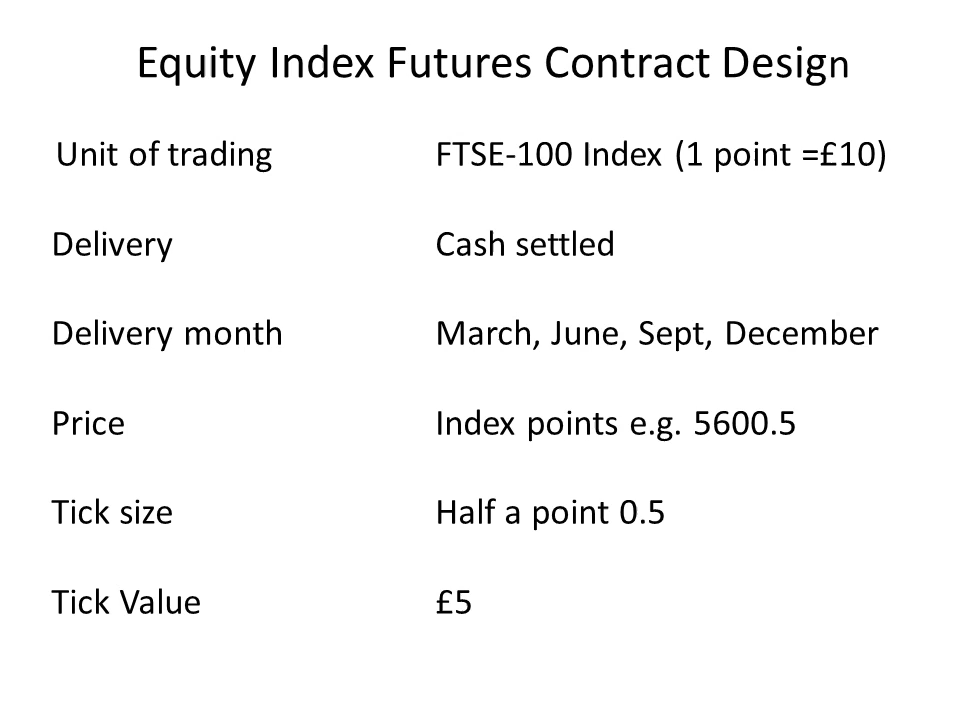 Equity Index Futures Contract Design
Unit of trading FTSE-100 Index (1 point =£10)
Delivery Cash settled
Delivery month March, June, Sept, December
Price Index points e.g. 5600.5
Tick size Half a point 0.5
Tick Value £5